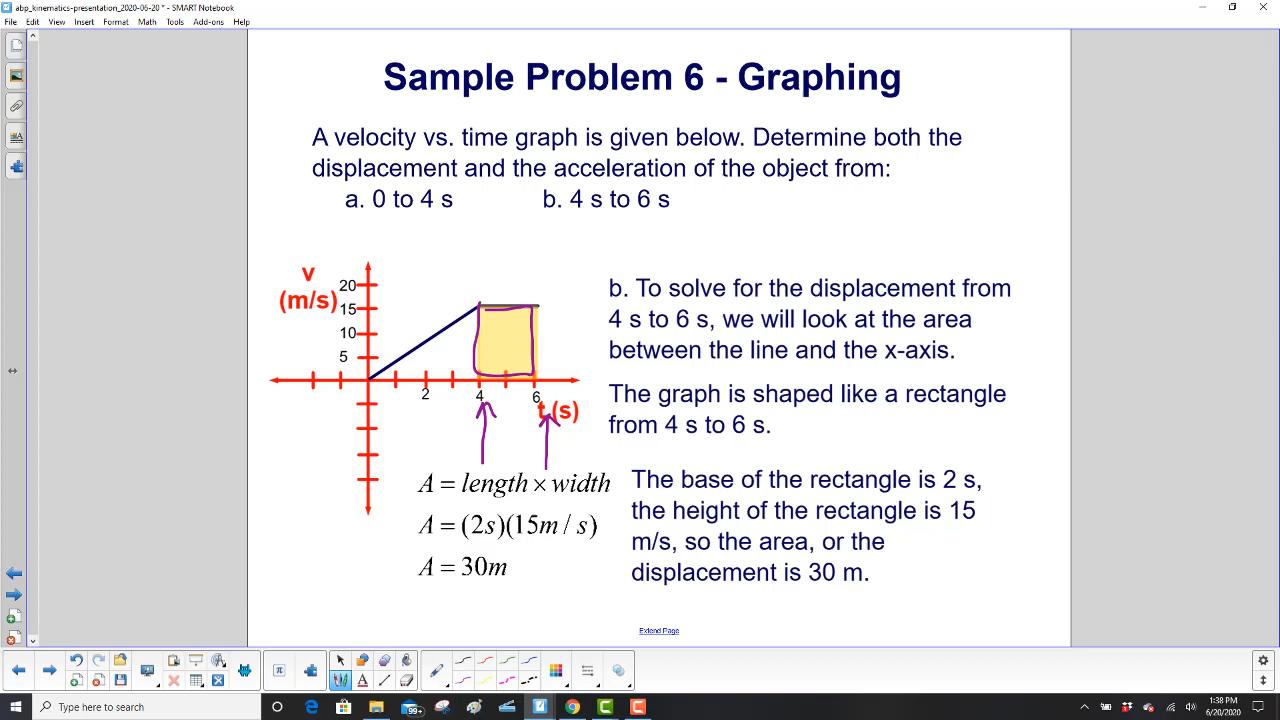 abp_kinematics-presentation_2020-06-20 * - SMART Notebook
File Edit View Insert Format Math Tools Add-ons Help
Sample Problem 6 - Graphing
A velocity vs. time graph is given below. Determine both the
displacement and the acceleration of the object from:
a. 0 to 4 s b. 4 s to 6 s
v
(m/s)
20
15
10
5
2 4 6
t (s)
b. To solve for the displacement from
4 s to 6 s, we will look at the area
between the line and the x-axis.
The graph is shaped like a rectangle
from 4 s to 6 s.
A = length × width
A = (2s)(15m / s)
A = 30m
The base of the rectangle is 2 s,
the height of the rectangle is 15
m/s, so the area, or the
displacement is 30 m.
Extend Page
Type here to search
99+
1:38 PM
6/20/2020